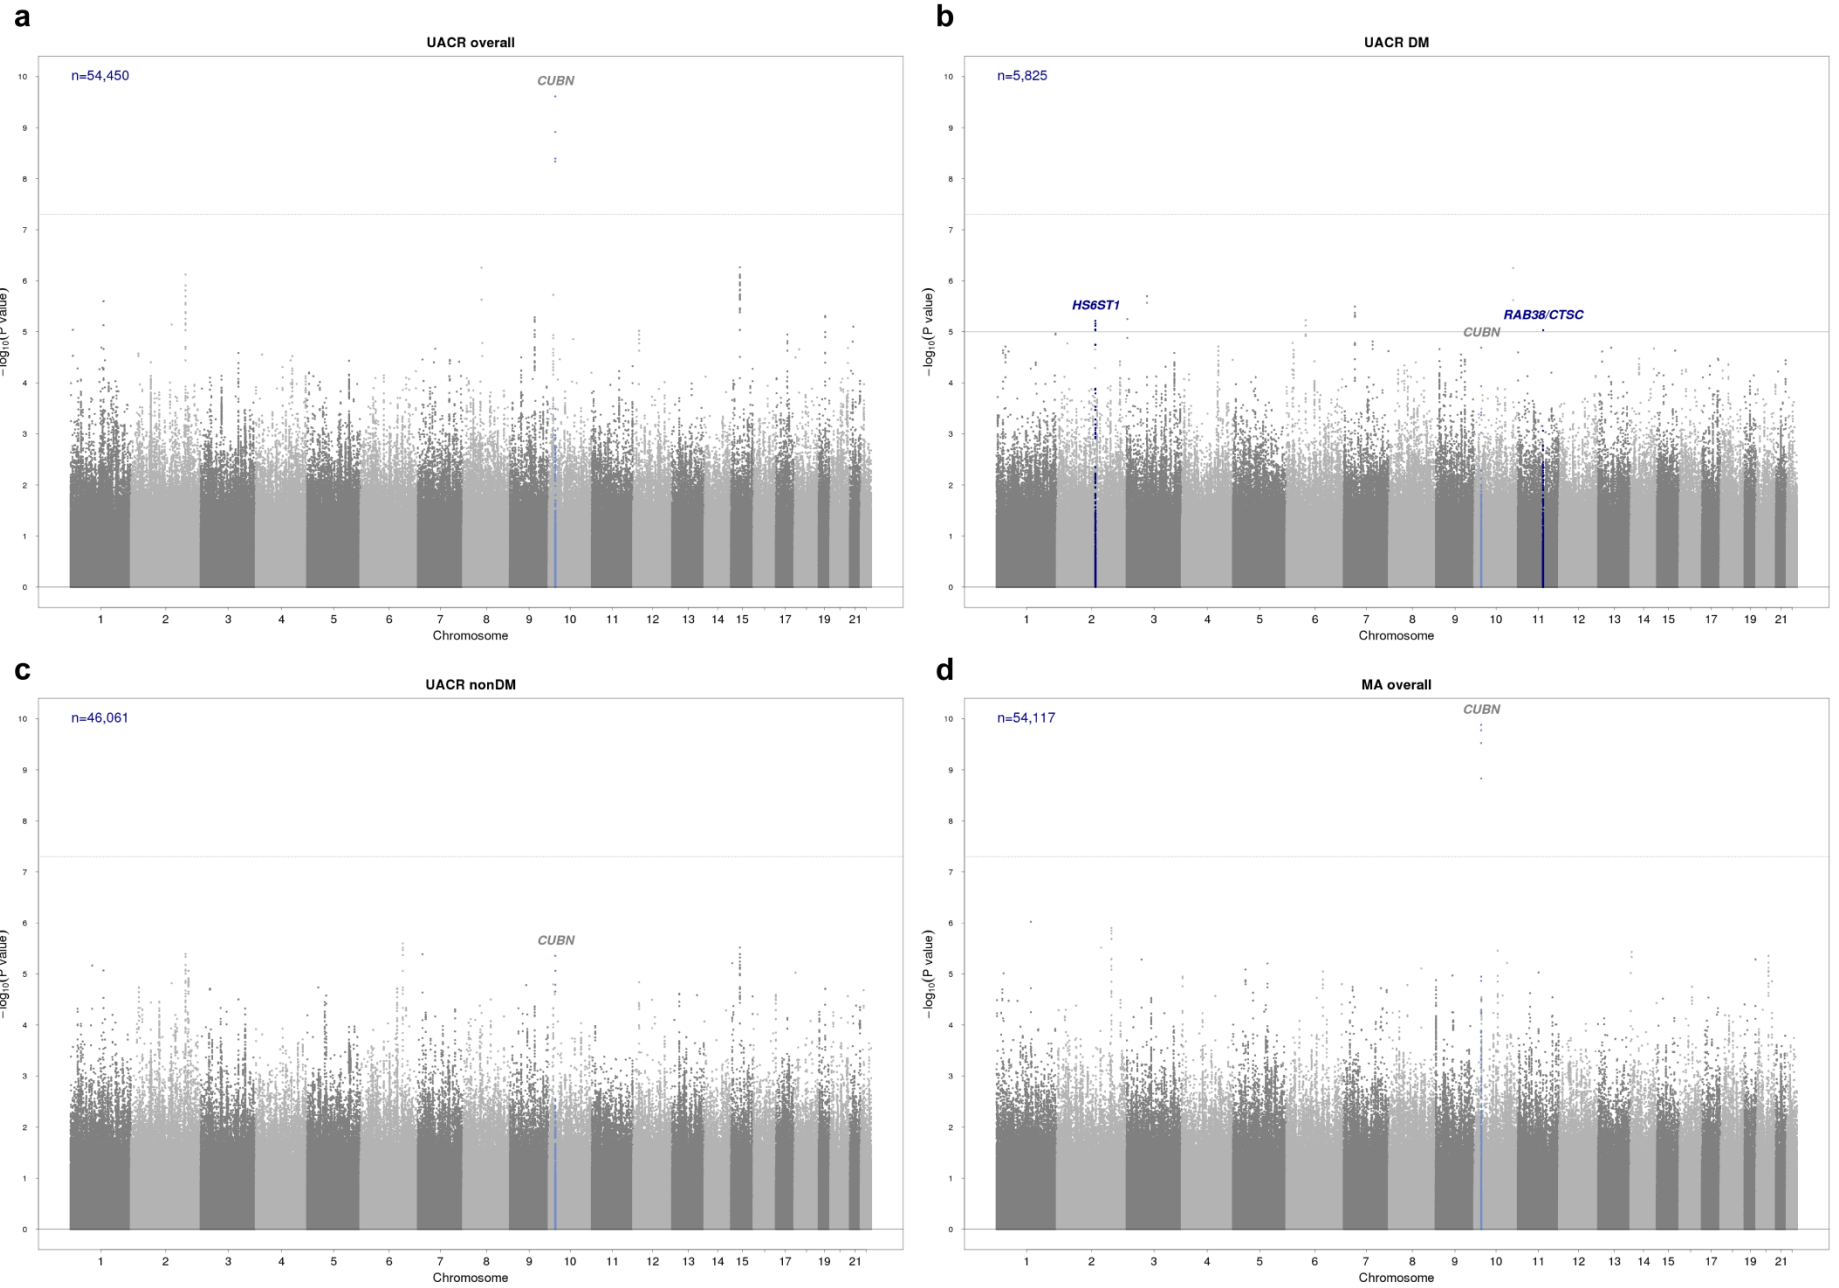 a
UACR overall
n=54,450
CUBN
10
9
8
7
6
5
4
3
2
1
0
−log10(P value)
1 2 3 4 5 6 7 8 9 10 11 12 13 14 15 17 19 21
Chromosome
b
UACR DM
n=5,825
HS6ST1
RAB38/CTSC
CUBN
10
9
8
7
6
5
4
3
2
1
0
−log10(P value)
1 2 3 4 5 6 7 8 9 10 11 12 13 14 15 17 19 21
Chromosome
c
UACR nonDM
n=46,061
CUBN
10
9
8
7
6
5
4
3
2
1
0
−log10(P value)
1 2 3 4 5 6 7 8 9 10 11 12 13 14 15 17 19 21
Chromosome
d
MA overall
n=54,117
CUBN
10
9
8
7
6
5
4
3
2
1
0
−log10(P value)
1 2 3 4 5 6 7 8 9 10 11 12 13 14 15 17 19 21
Chromosome